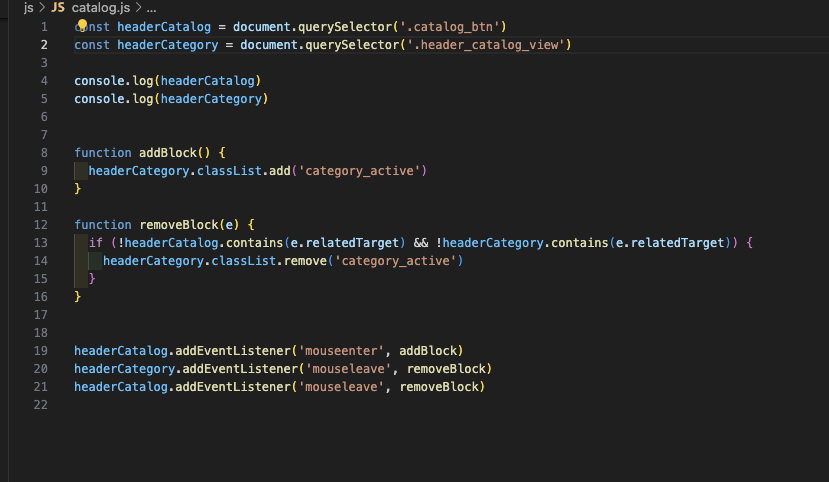 js > JS catalog.js > ...
1 const headerCatalog = document.querySelector('.catalog_btn')
2 const headerCategory = document.querySelector('.header_catalog_view')
3
4 console.log(headerCatalog)
5 console.log(headerCategory)
6
7
8 function addBlock() {
9 headerCategory.classList.add('category_active')
10 }
11
12 function removeBlock(e) {
13 if (!headerCatalog.contains(e.relatedTarget) && !headerCategory.contains(e.relatedTarget)) {
14 headerCategory.classList.remove('category_active')
15 }
16 }
17
18
19 headerCatalog.addEventListener('mouseenter', addBlock)
20 headerCategory.addEventListener('mouseleave', removeBlock)
21 headerCatalog.addEventListener('mouseleave', removeBlock)
22